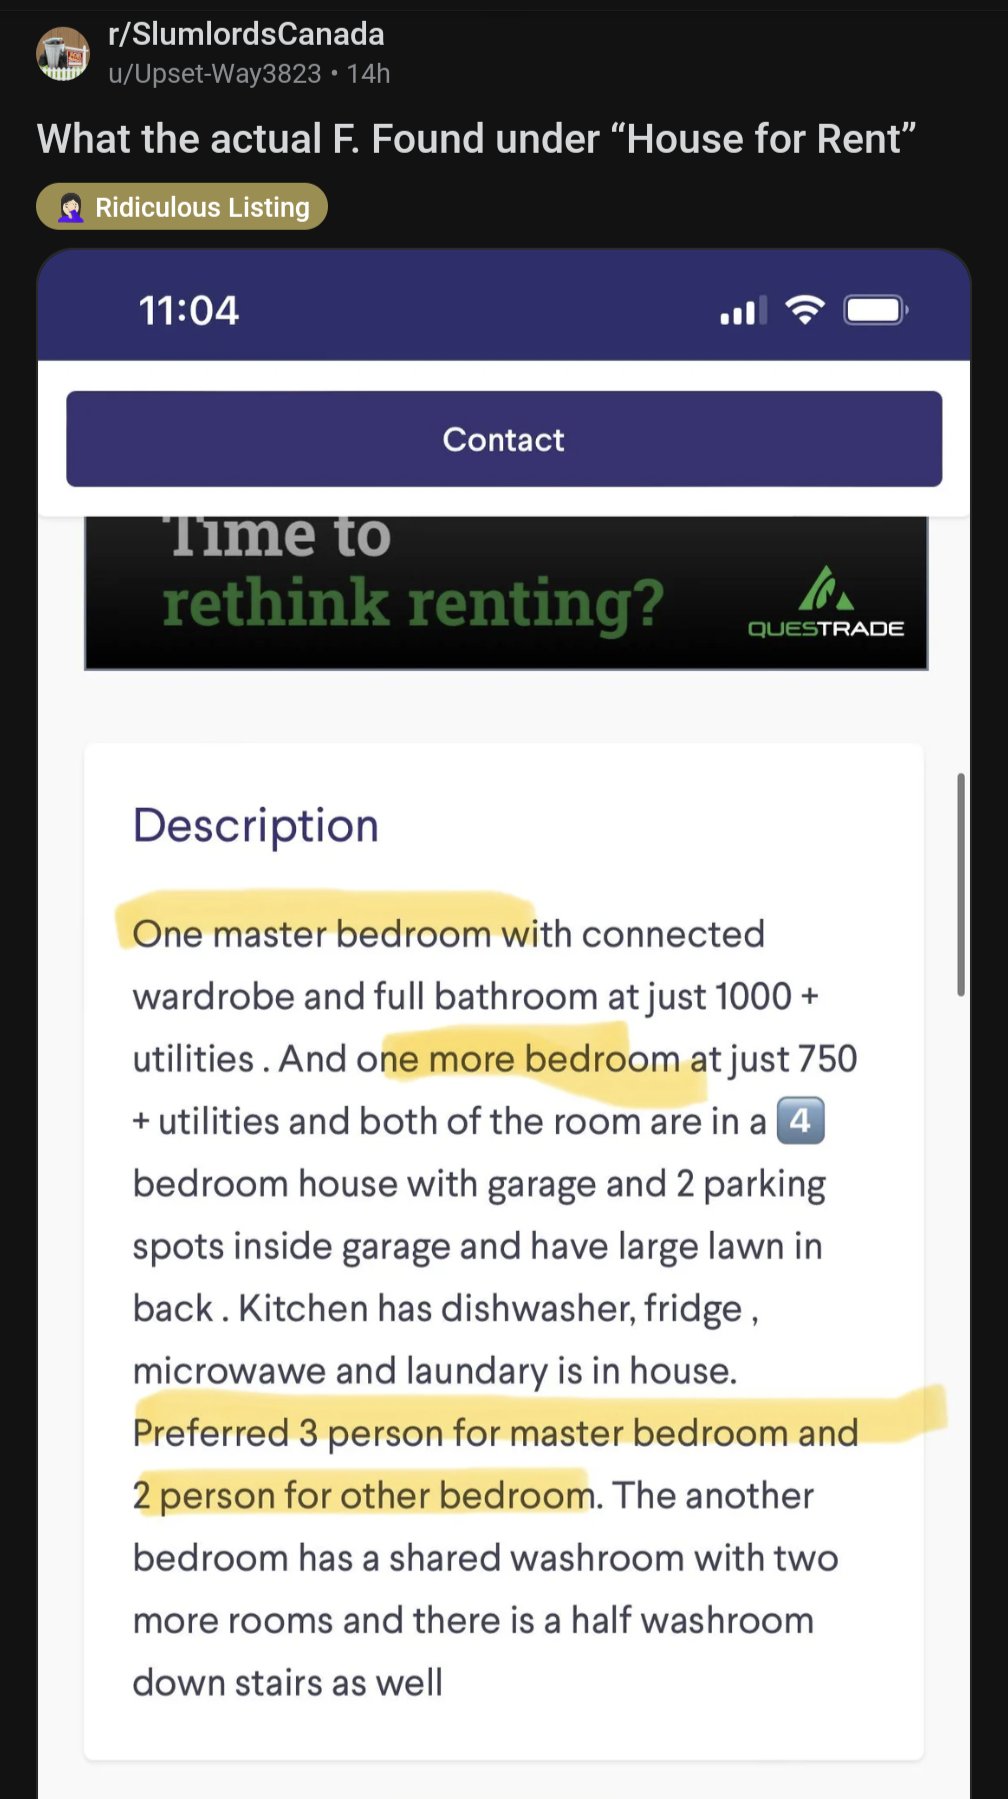 r/SlumlordsCanada
u/Upset-Way3823 • 14h
What the actual F. Found under “House for Rent”
🤦🏻‍♀️ Ridiculous Listing
11:04
Contact
Time to
rethink renting?
QUESTRADE
Description
One master bedroom with connected
wardrobe and full bathroom at just 1000 +
utilities . And one more bedroom at just 750
+ utilities and both of the room are in a 4️⃣
bedroom house with garage and 2 parking
spots inside garage and have large lawn in
back . Kitchen has dishwasher, fridge ,
microwawe and laundary is in house.
Preferred 3 person for master bedroom and
2 person for other bedroom. The another
bedroom has a shared washroom with two
more rooms and there is a half washroom
down stairs as well